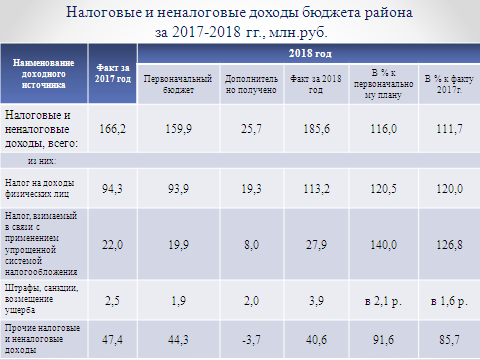 Налоговые и неналоговые доходы бюджета района
за 2017-2018 гг., млн.руб.
Наименование доходного источника
Факт за 2017 год
2018 год
Первоначальный бюджет
Дополнитель но получено
Факт за 2018 год
В % к первоначально му плану
В % к факту 2017г.
Налоговые и неналоговые доходы, всего: 166,2 159,9 25,7 185,6 116,0 111,7
из них:
Налог на доходы физических лиц 94,3 93,9 19,3 113,2 120,5 120,0
Налог, взимаемый в связи с применением упрощенной системой налогообложения 22,0 19,9 8,0 27,9 140,0 126,8
Штрафы, санкции, возмещение ущерба 2,5 1,9 2,0 3,9 в 2,1 р. в 1,6 р.
Прочие налоговые и неналоговые доходы 47,4 44,3 -3,7 40,6 91,6 85,7